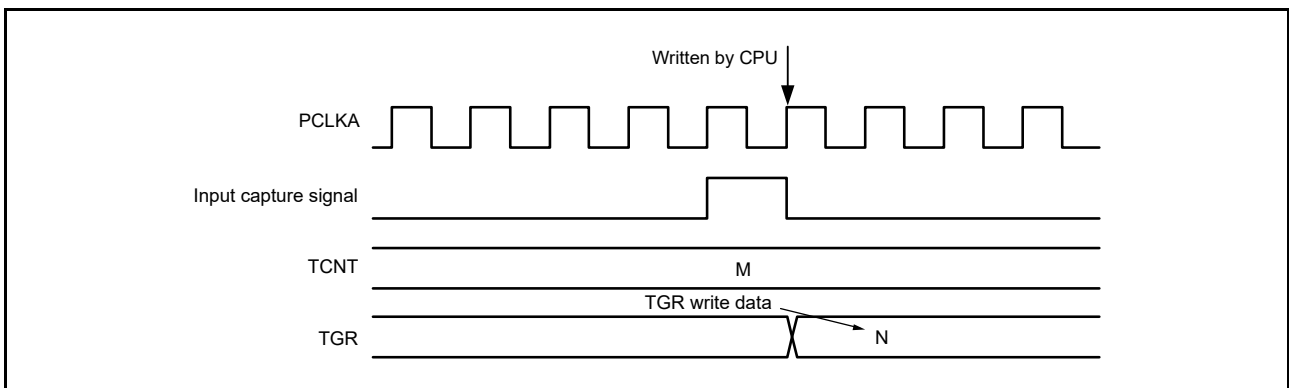 Written by CPU
PCLKA
Input capture signal
TCNT
M
TGR write data
TGR
N